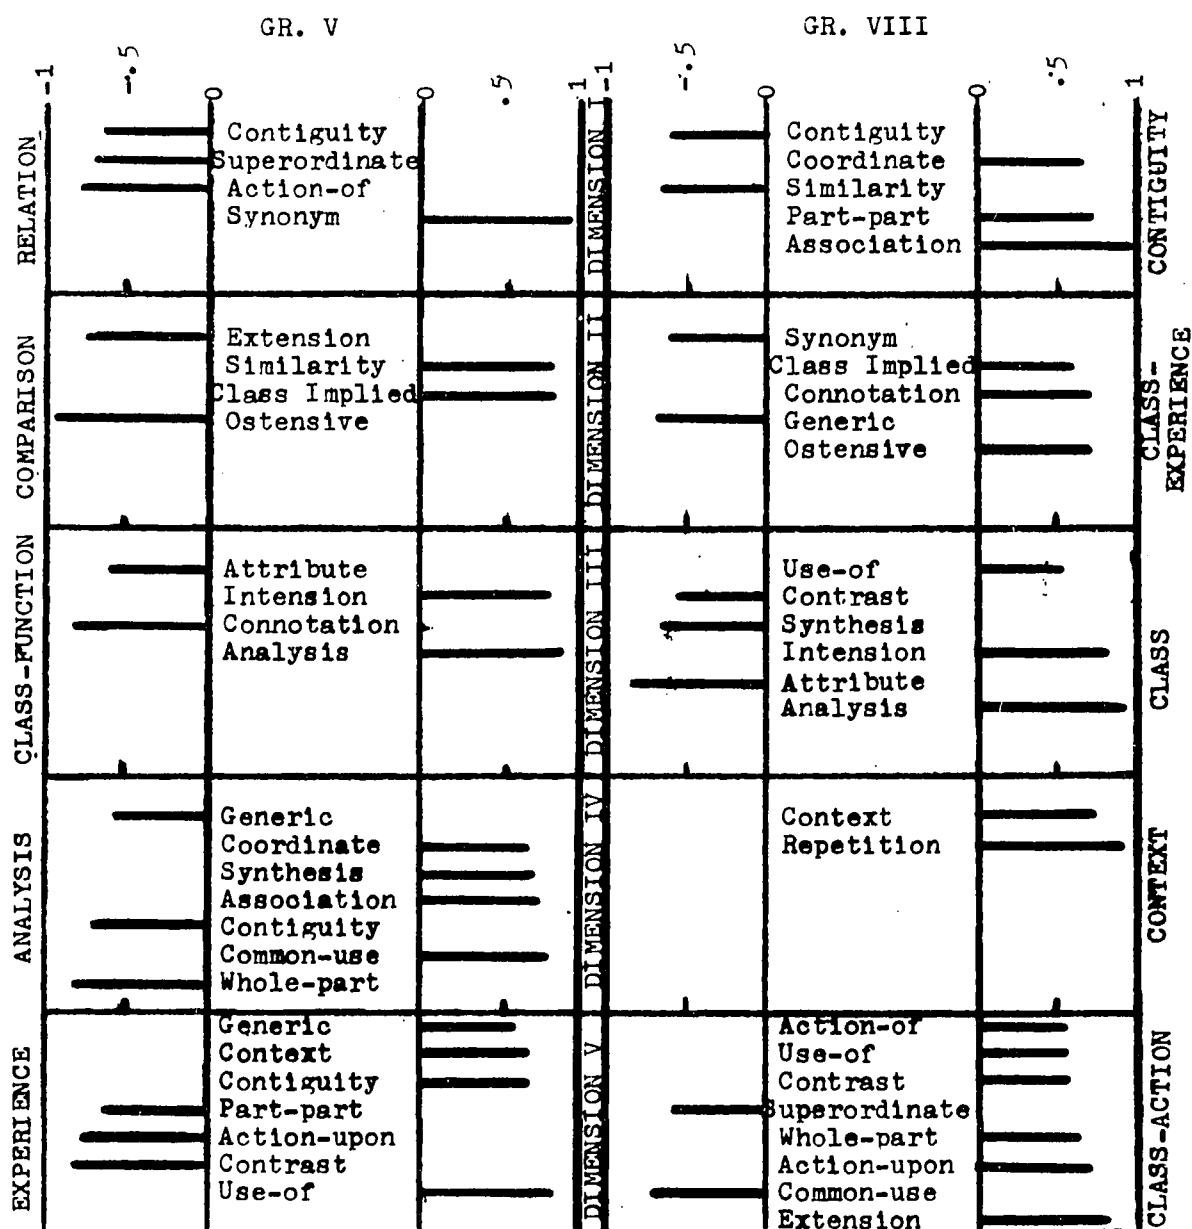 GR. V
GR. VIII
-1
-.5
0
0
.5
1
-1
-.5
0
0
.5
1
RELATION
Contiguity
Superordinate
Action-of
Synonym
DIMENSION I
Contiguity
Coordinate
Similarity
Part-part
Association
CONTIGUITY
COMPARISON
Extension
Similarity
Class Implied
Ostensive
DIMENSION II
Synonym
Class Implied
Connotation
Generic
Ostensive
CLASS-
EXPERIENCE
CLASS-FUNCTION
Attribute
Intension
Connotation
Analysis
DIMENSION III
Use-of
Contrast
Synthesis
Intension
Attribute
Analysis
CLASS
ANALYSIS
Generic
Coordinate
Synthesis
Association
Contiguity
Common-use
Whole-part
DIMENSION IV
Context
Repetition
CONTEXT
EXPERIENCE
Generic
Context
Contiguity
Part-part
Action-upon
Contrast
Use-of
DIMENSION V
Action-of
Use-of
Contrast
Superordinate
Whole-part
Action-upon
Common-use
Extension
CLASS-ACTION